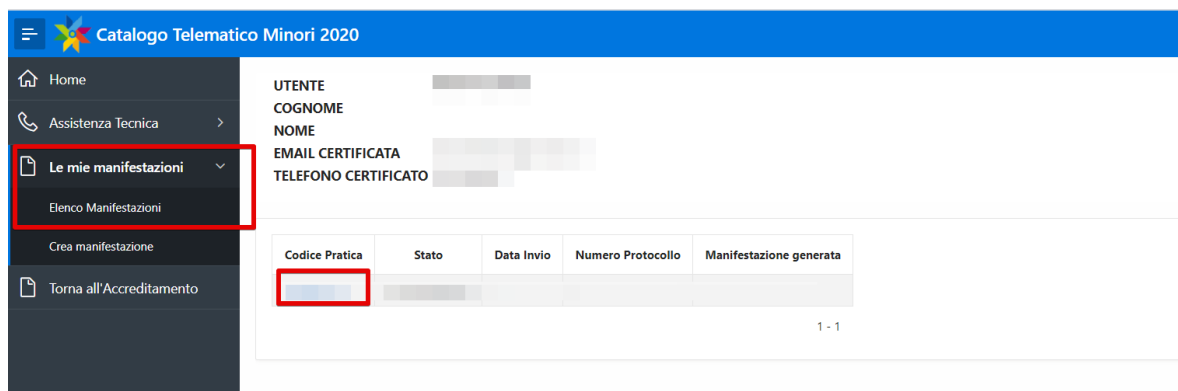 Catalogo Telematico Minori 2020
Home
Assistenza Tecnica
Le mie manifestazioni
Elenco Manifestazioni
Crea manifestazione
Torna all'Accreditamento
UTENTE
COGNOME
NOME
EMAIL CERTIFICATA
TELEFONO CERTIFICATO
Codice Pratica Stato Data Invio Numero Protocollo Manifestazione generata
1 - 1